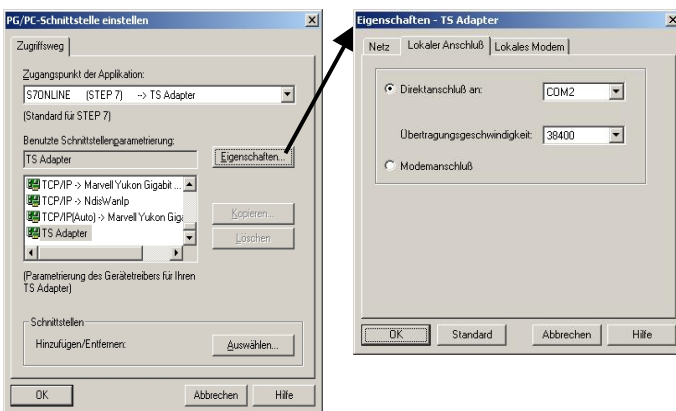 PG/PC-Schnittstelle einstellen
Zugriffsweg
Zugangspunkt der Applikation:
S7ONLINE (STEP 7) --> TS Adapter
(Standard für STEP 7)
Benutzte Schnittstellenparametrierung:
TS Adapter
Eigenschaften...
TCP/IP -> Marvell Yukon Gigabit ...
TCP/IP -> NdisWanIp
TCP/IP(Auto) -> Marvell Yukon Giga
TS Adapter
Kopieren...
Löschen
(Parametrierung des Gerätetreibers für Ihren
TS Adapter)
Schnittstellen
Hinzufügen/Entfernen:
Auswählen...
OK
Abbrechen
Hilfe
Eigenschaften - TS Adapter
Netz
Lokaler Anschluß
Lokales Modem
Direktanschluß an:
COM2
Übertragungsgeschwindigkeit:
38400
Modemanschluß
OK
Standard
Abbrechen
Hilfe